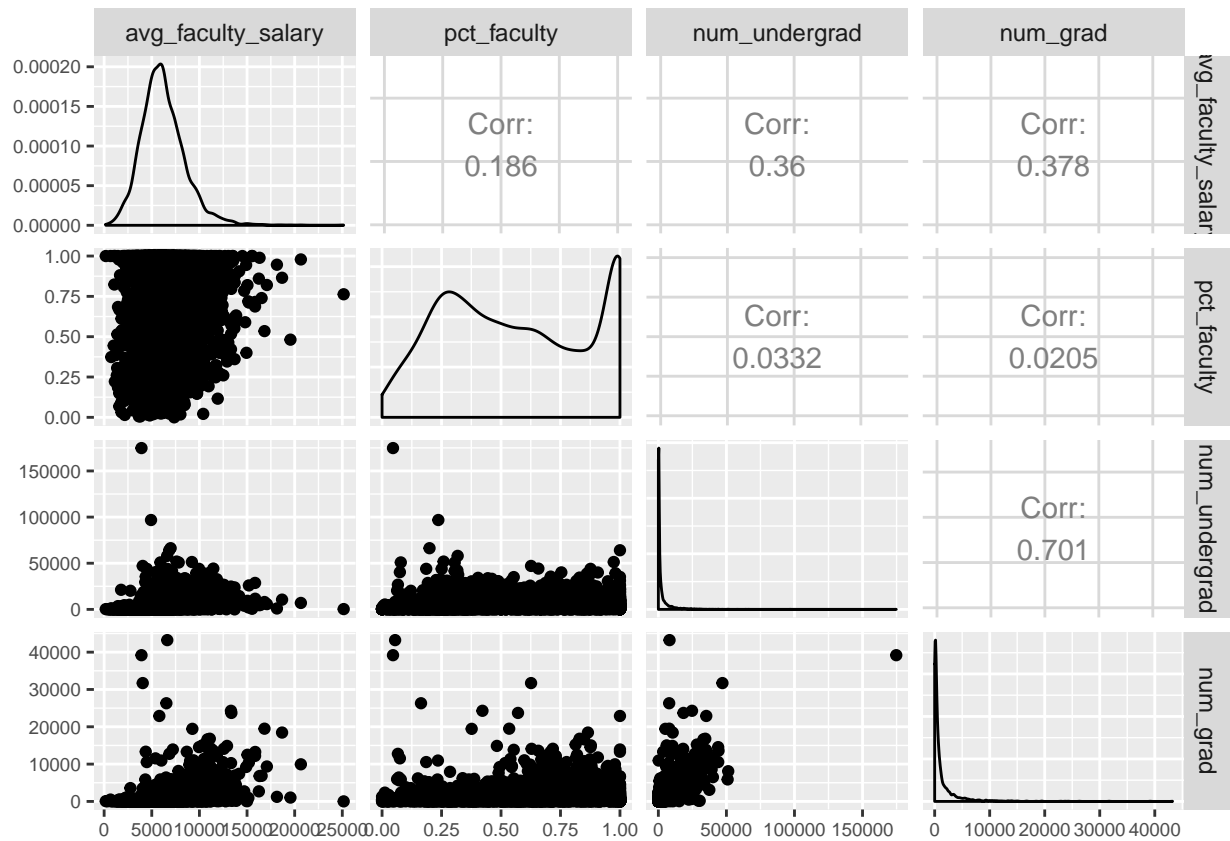 avg_faculty_salary pct_faculty num_undergrad num_grad
0.00020
0.00015
0.00010
0.00005
0.00000
Corr:
0.186
Corr:
0.36
Corr:
0.378
avg_faculty_salary
1.00
0.75
0.50
0.25
0.00
Corr:
0.0332
Corr:
0.0205
pct_faculty
150000
100000
50000
0
Corr:
0.701
num_undergrad
40000
30000
20000
10000
0
num_grad
0 5000 10000 15000 20000 25000
0.00 0.25 0.50 0.75 1.00
0 50000 100000 150000
0 10000 20000 30000 40000